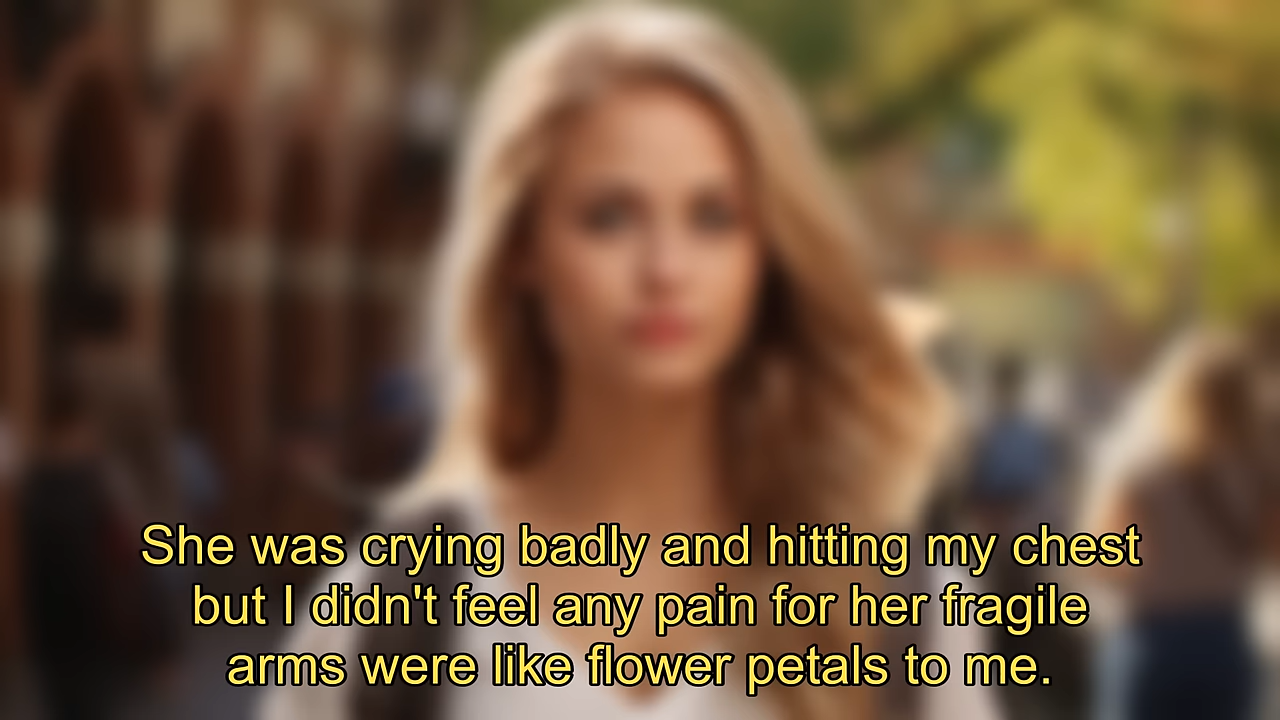 She was crying badly and hitting my chest
but I didn't feel any pain for her fragile
arms were like flower petals to me.